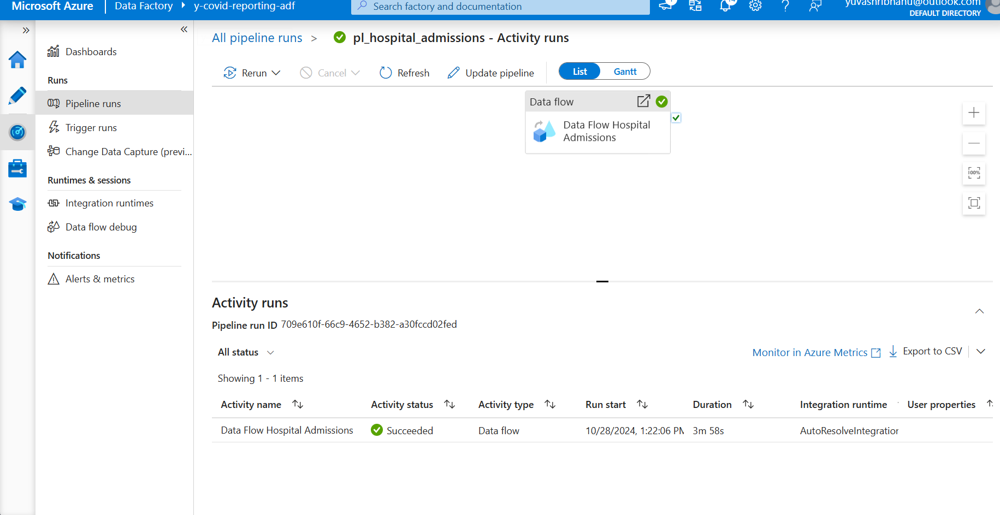 Microsoft Azure Data Factory y-covid-reporting-adf Search factory and documentation yuvashribhanu@outlook.com
DEFAULT DIRECTORY
All pipeline runs > pl_hospital_admissions - Activity runs
Dashboards
Rerun Cancel Refresh Update pipeline List Gantt
Runs
Pipeline runs
Trigger runs
Change Data Capture (previ...
Runtimes & sessions
Integration runtimes
Data flow debug
Notifications
Alerts & metrics
Data flow
Data Flow Hospital
Admissions
100%
Activity runs
Pipeline run ID 709e610f-66c9-4652-b382-a30fccd02fed
All status
Monitor in Azure Metrics Export to CSV
Showing 1 - 1 items
Activity name Activity status Activity type Run start Duration Integration runtime User properties
Data Flow Hospital Admissions Succeeded Data flow 10/28/2024, 1:22:06 PM 3m 58s AutoResolveIntegration